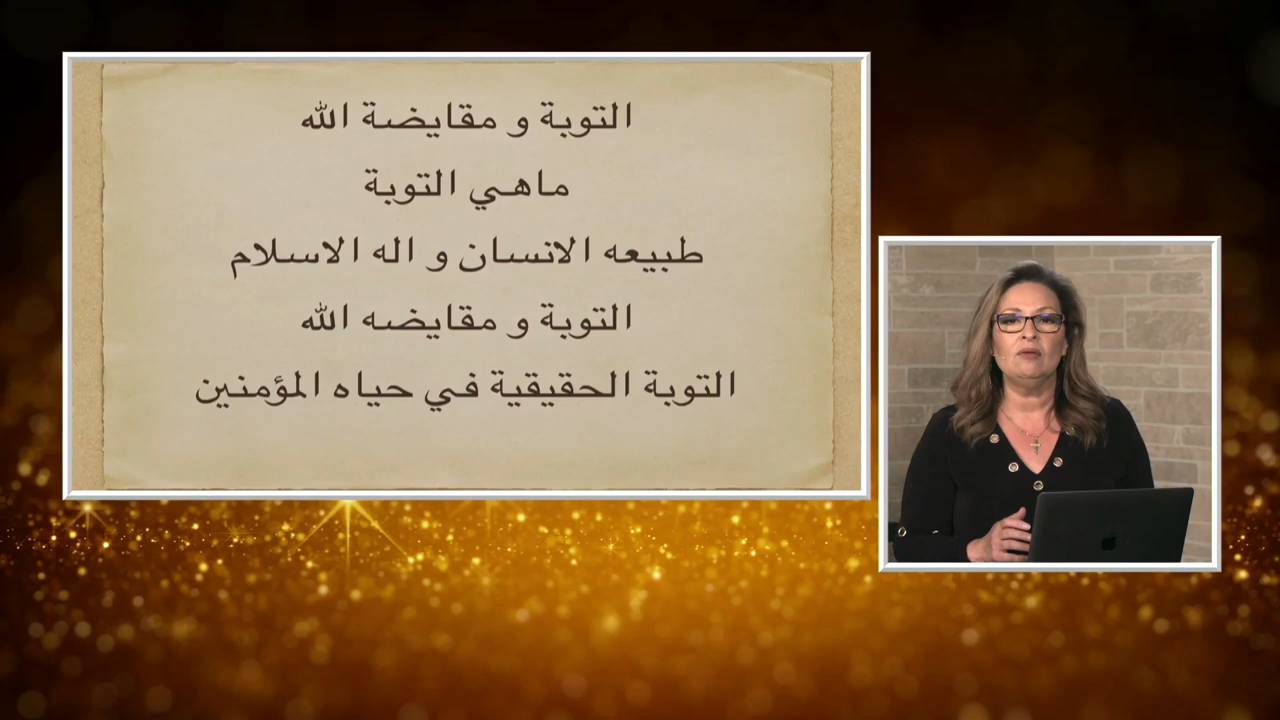 التوبة و مقايضة الله
ماهي التوبة
طبيعه الانسان و اله الاسلام
التوبة و مقايضه الله
التوبة الحقيقية في حياه المؤمنين